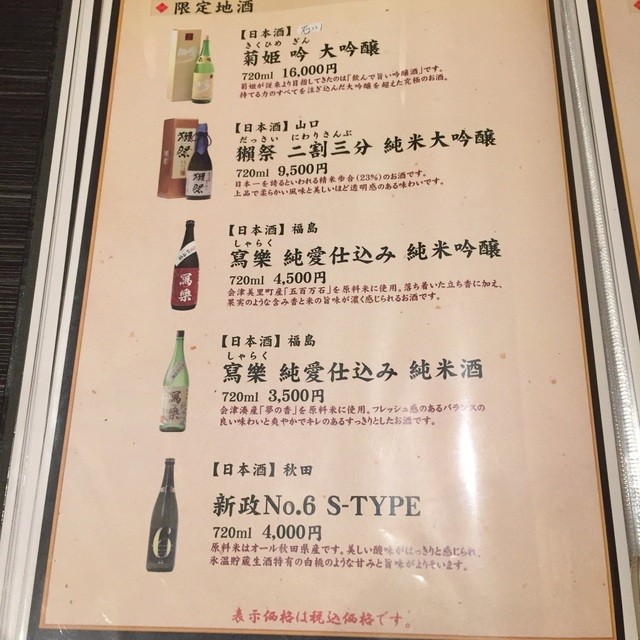 限定地酒
【日本酒】石川
きくひめ ぎん
菊姫 吟 大吟醸
720ml 16,000円
菊姫が従来より目指してきたのは「飲んで旨い吟醸酒」です。
持てる力のすべてを注ぎ込んだ大吟醸を超えた究極のお酒。
【日本酒】山口
だっさい にわりさんぶ
獺祭 二割三分 純米大吟醸
720ml 9,500円
日本一を誇るといわれる精米歩合(23%)のお酒です。
上品で柔らかい風味と美しいほど透明感のある味わいです。
獺祭
【日本酒】福島
しゃらく
寫樂 純愛仕込み 純米吟醸
720ml 4,500円
会津美里町産「五百万石」を原料米に使用。落ち着いた立ち香に加え、
果実のような含み香と米の旨味が濃く感じられるお酒です。
寫樂
【日本酒】福島
しゃらく
寫樂 純愛仕込み 純米酒
720ml 3,500円
会津湊産「夢の香」を原料米に使用。フレッシュ感のあるバランスの
良い味わいと爽やかでキレのあるすっきりとしたお酒です。
寫樂
【日本酒】秋田
新政No.6 S-TYPE
720ml 4,000円
原料米はオール秋田県産です。美しい酸味がはっきりと感じられ、
氷温貯蔵生酒特有の白桃のような甘みと旨味がよりそいます。
6
表示価格は税込価格です。